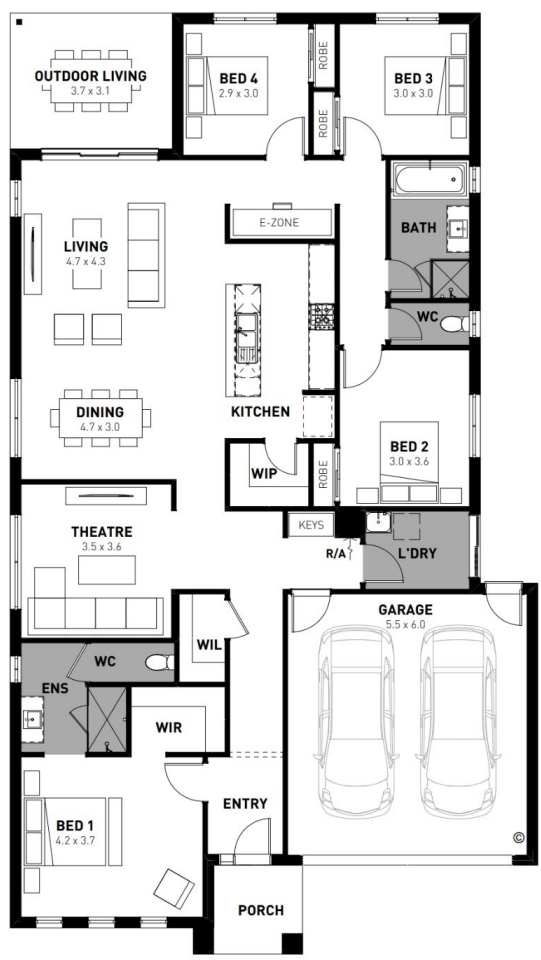 OUTDOOR LIVING
3.7 x 3.1
BED 4
2.9 x 3.0
ROBE
ROBE
BED 3
3.0 x 3.0
E-ZONE
BATH
LIVING
4.7 x 4.3
WC
KITCHEN
DINING
4.7 x 3.0
BED 2
3.0 x 3.6
WIP
ROBE
KEYS
THEATRE
3.5 x 3.6
R/A
L'DRY
GARAGE
5.5 x 6.0
WIL
WC
ENS
WIR
ENTRY
BED 1
4.2 x 3.7
©
PORCH